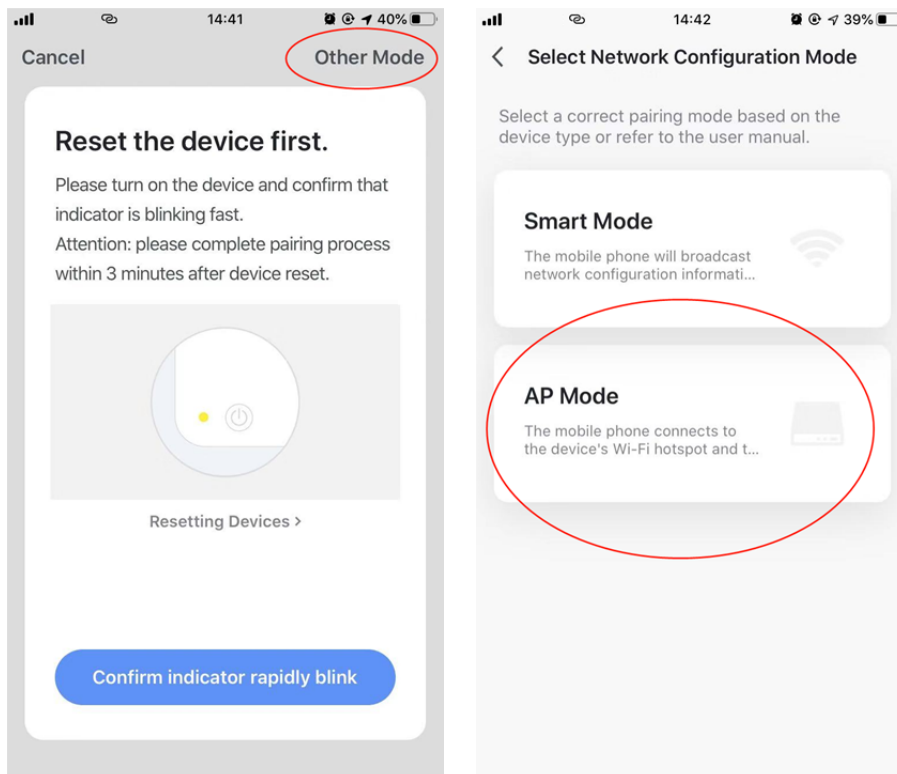 14:41
40%
Cancel
Other Mode
Reset the device first.
Please turn on the device and confirm that
indicator is blinking fast.
Attention: please complete pairing process
within 3 minutes after device reset.
Resetting Devices >
Confirm indicator rapidly blink
14:42
39%
Select Network Configuration Mode
Select a correct pairing mode based on the
device type or refer to the user manual.
Smart Mode
The mobile phone will broadcast
network configuration informati...
AP Mode
The mobile phone connects to
the device's Wi-Fi hotspot and t...